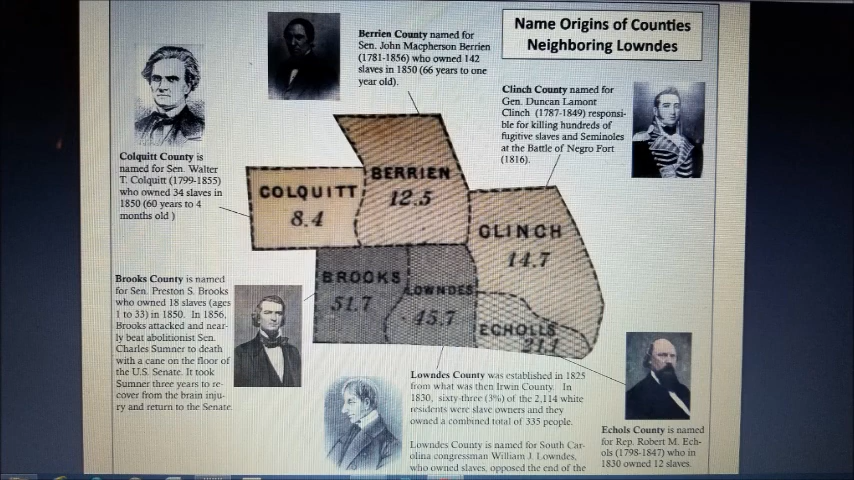 Name Origins of Counties
Neighboring Lowndes
Berrien County named for
Sen. John Macpherson Berrien
(1781-1856) who owned 142
slaves in 1850 (66 years to one
year old).
Clinch County named for
Gen. Duncan Lamont
Clinch (1787-1849) responsi-
ble for killing hundreds of
fugitive slaves and Seminoles
at the Battle of Negro Fort
(1816).
Colquitt County is
named for Sen. Walter
T. Colquitt (1799-1855)
who owned 34 slaves in
1850 (60 years to 4
months old )
BERRIEN
12.5
COLQUITT
8.4
CLINCH
14.7
BROOKS
51.7
LOWNDES
45.7
ECHOLLS
21.1
Brooks County is named
for Sen. Preston S. Brooks
who owned 18 slaves (ages
1 to 33) in 1850. In 1856,
Brooks attacked and near-
ly beat abolitionist Sen.
Charles Sumner to death
with a cane on the floor of
the U.S. Senate. It took
Sumner three years to re-
cover from the brain inju-
ry and return to the Senate.
Lowndes County was established in 1825
from what was then Irwin County. In
1830, sixty-three (3%) of the 2,114 white
residents were slave owners and they
owned a combined total of 335 people.
Lowndes County is named for South Car-
olina congressman William J. Lowndes,
who owned slaves, opposed the end of the
Echols County is named
for Rep. Robert M. Ech-
ols (1798-1847) who in
1830 owned 12 slaves.